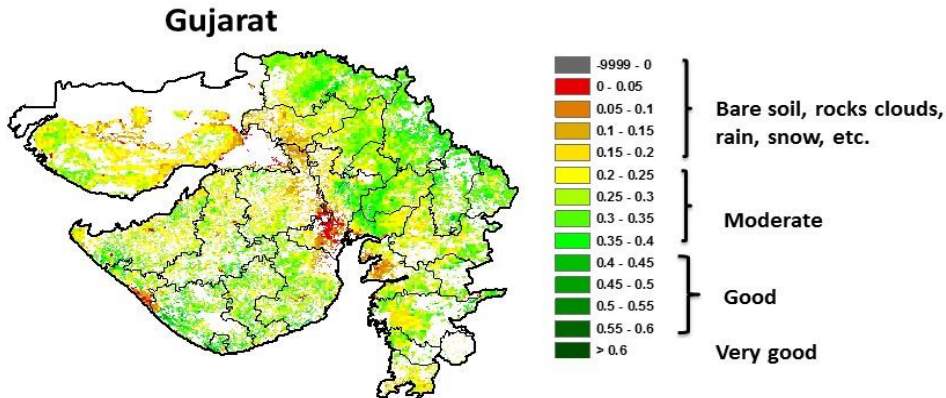 Gujarat
-9999 - 0
0 - 0.05
0.05 - 0.1
0.1 - 0.15
0.15 - 0.2
0.2 - 0.25
0.25 - 0.3
0.3 - 0.35
0.35 - 0.4
0.4 - 0.45
0.45 - 0.5
0.5 - 0.55
0.55 - 0.6
> 0.6
Bare soil, rocks clouds,
rain, snow, etc.
Moderate
Good
Very good